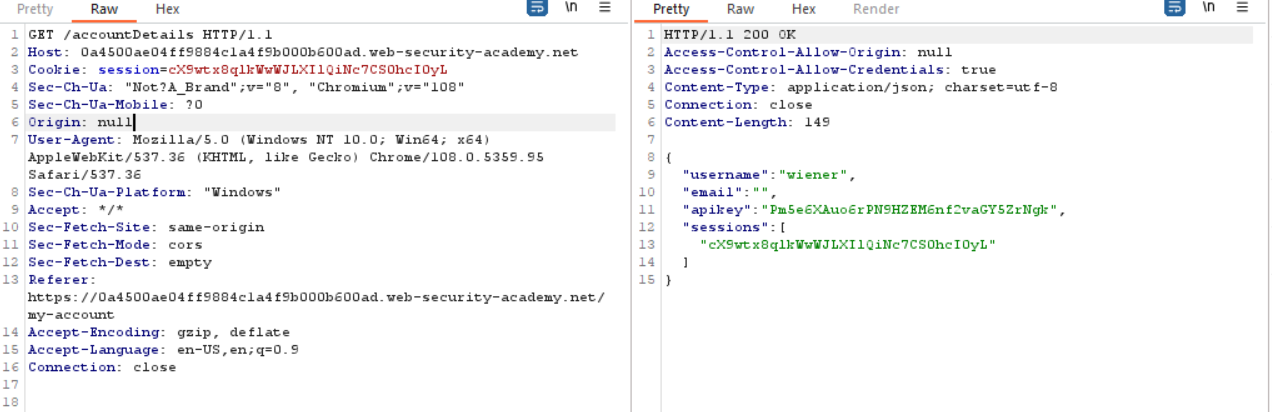 Pretty Raw Hex \n
1 GET /accountDetails HTTP/1.1
2 Host: 0a4500ae04ff9884c1a4f9b000b600ad.web-security-academy.net
3 Cookie: session=cX9wtx8qlkWwWJLXIlQiNc7CS0hcI0yL
4 Sec-Ch-Ua: "Not?A_Brand";v="8", "Chromium";v="108"
5 Sec-Ch-Ua-Mobile: ?0
6 Origin: null
7 User-Agent: Mozilla/5.0 (Windows NT 10.0; Win64; x64)
AppleWebKit/537.36 (KHTML, like Gecko) Chrome/108.0.5359.95
Safari/537.36
8 Sec-Ch-Ua-Platform: "Windows"
9 Accept: */*
10 Sec-Fetch-Site: same-origin
11 Sec-Fetch-Mode: cors
12 Sec-Fetch-Dest: empty
13 Referer:
https://0a4500ae04ff9884c1a4f9b000b600ad.web-security-academy.net/
my-account
14 Accept-Encoding: gzip, deflate
15 Accept-Language: en-US,en;q=0.9
16 Connection: close
17
18
Pretty Raw Hex Render \n
1 HTTP/1.1 200 OK
2 Access-Control-Allow-Origin: null
3 Access-Control-Allow-Credentials: true
4 Content-Type: application/json; charset=utf-8
5 Connection: close
6 Content-Length: 149
7
8 {
9 "username":"wiener",
10 "email":"",
11 "apikey":"Pm5e6XAuo6rPN9HZEM6nf2vaGY5ZrNgk",
12 "sessions":[
13 "cX9wtx8qlkWwWJLXIlQiNc7CS0hcI0yL"
14 ]
15 }